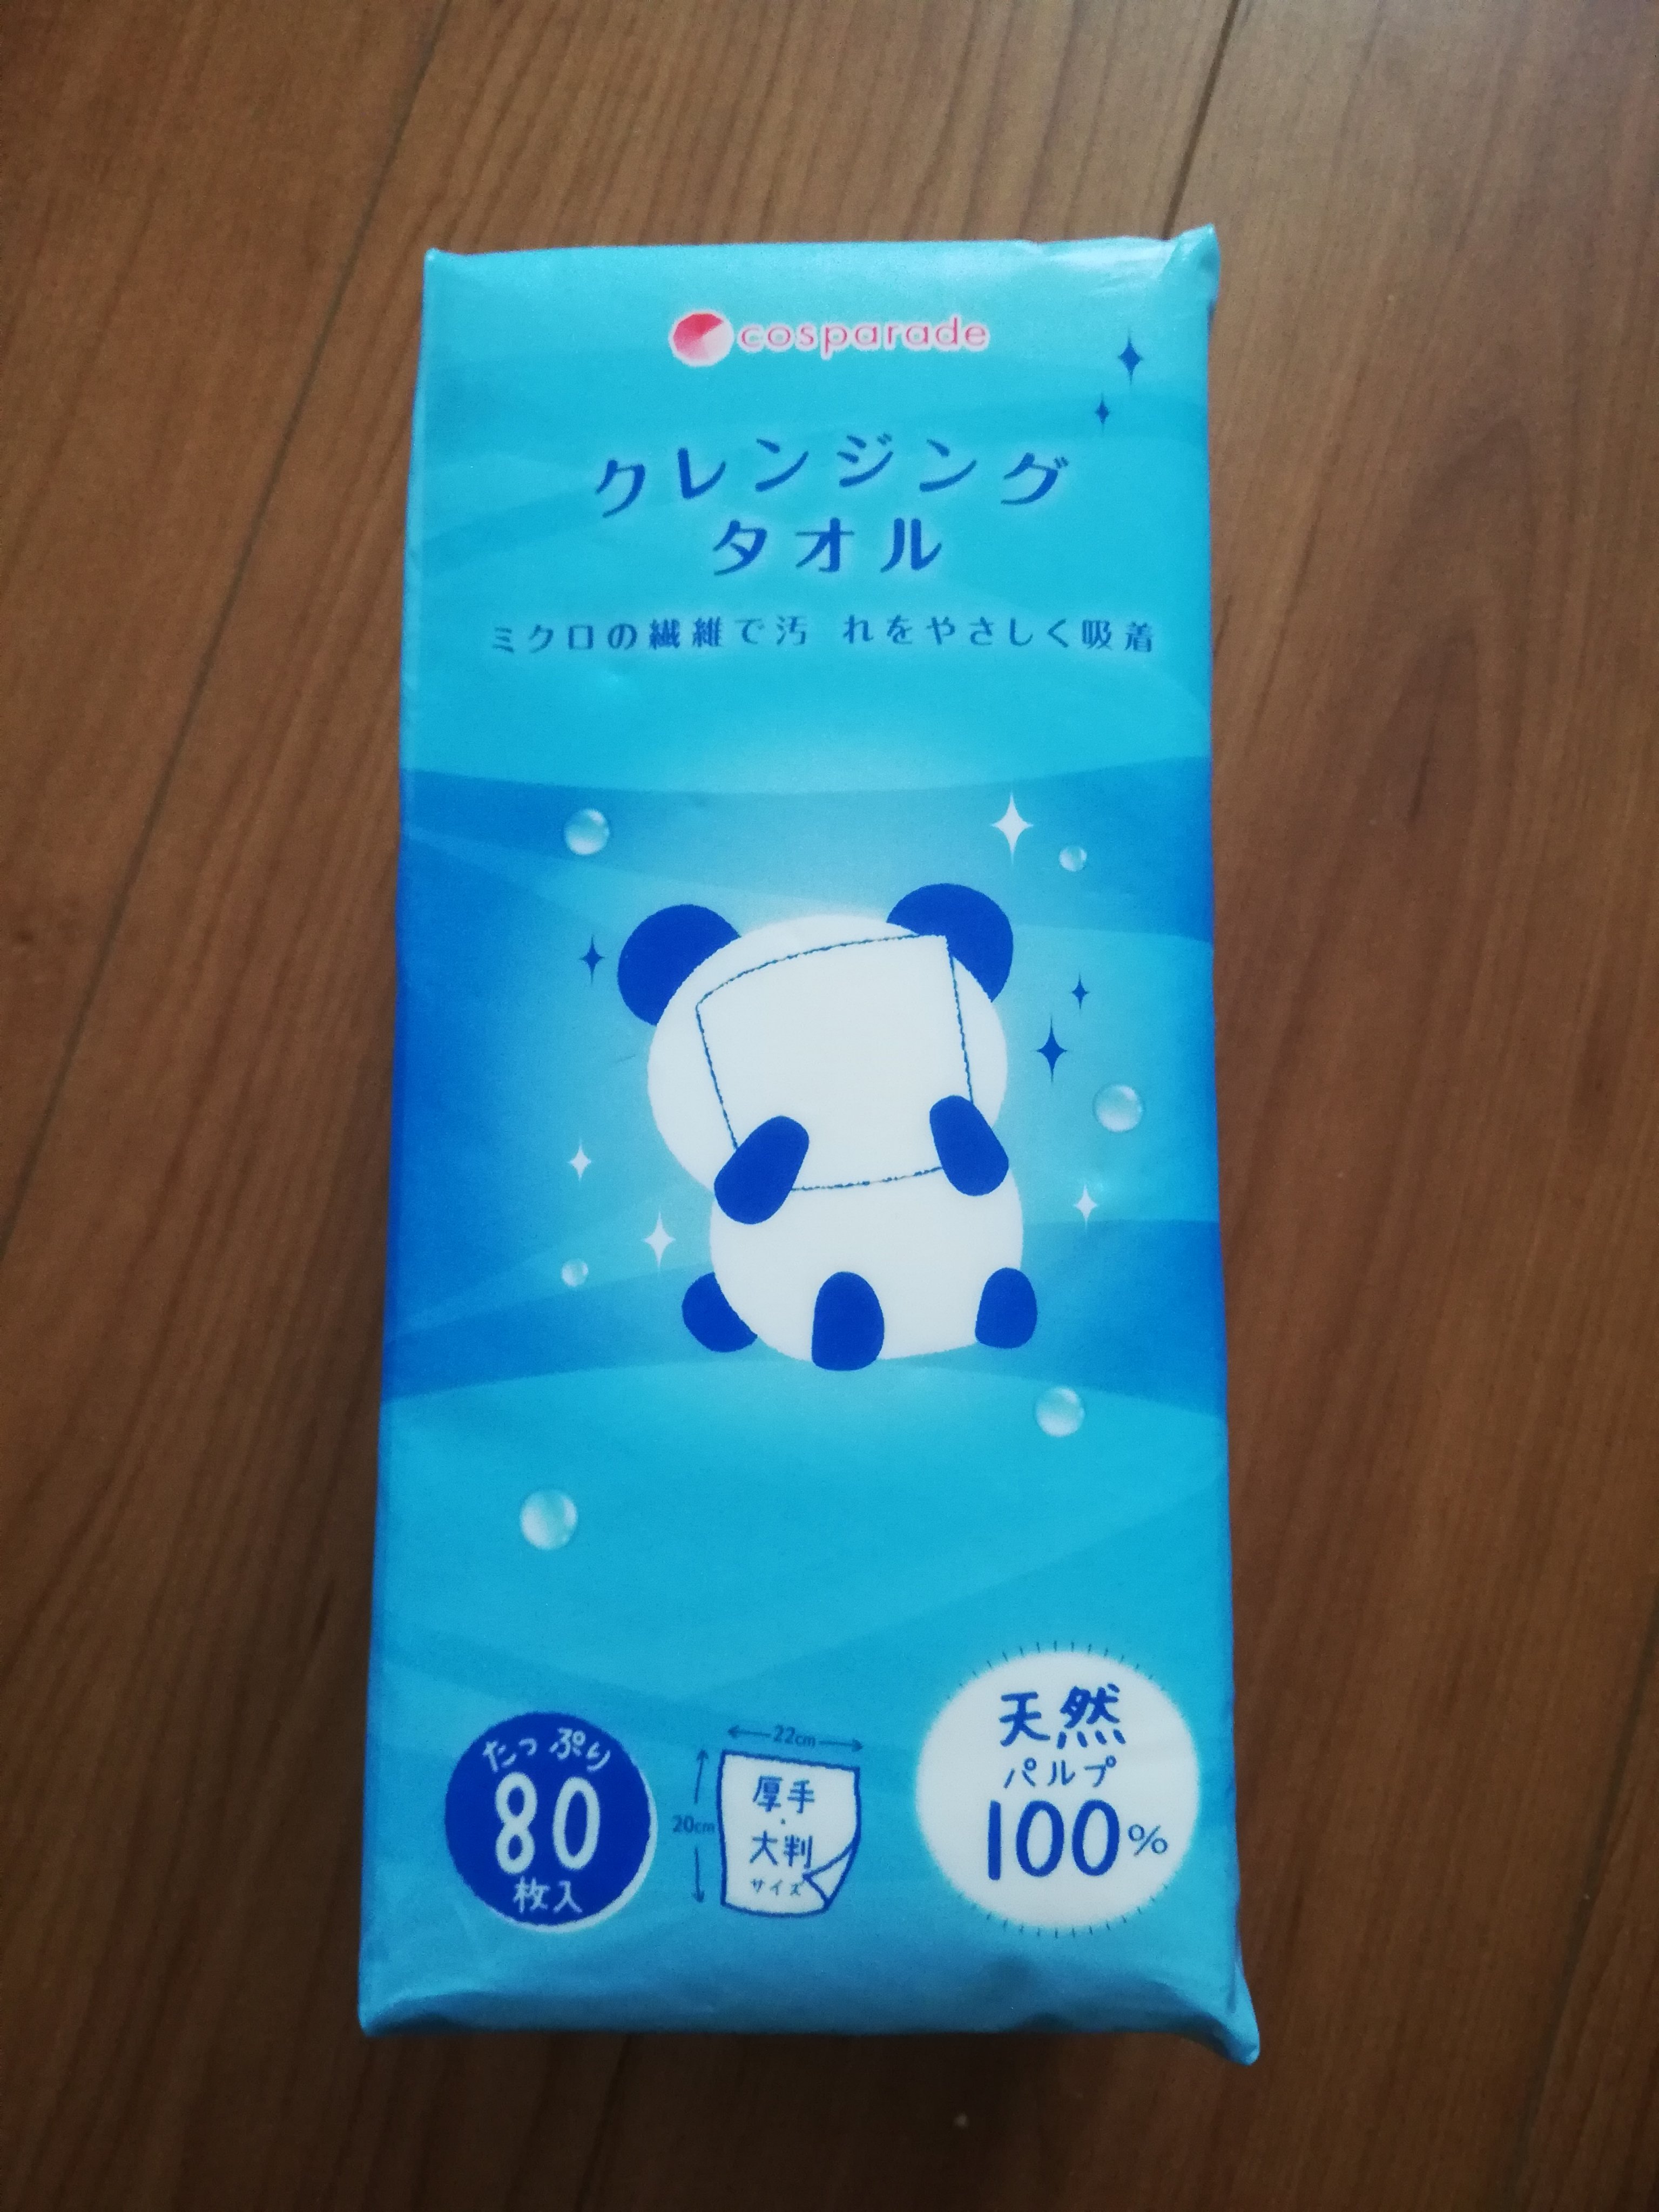 cosparade
クレンジング
タオル
ミクロの繊維で汚 れをやさしく吸着
たっぷり
80
枚入
22cm
20cm
厚手
・
大判
サイズ
天然
パルプ
100%